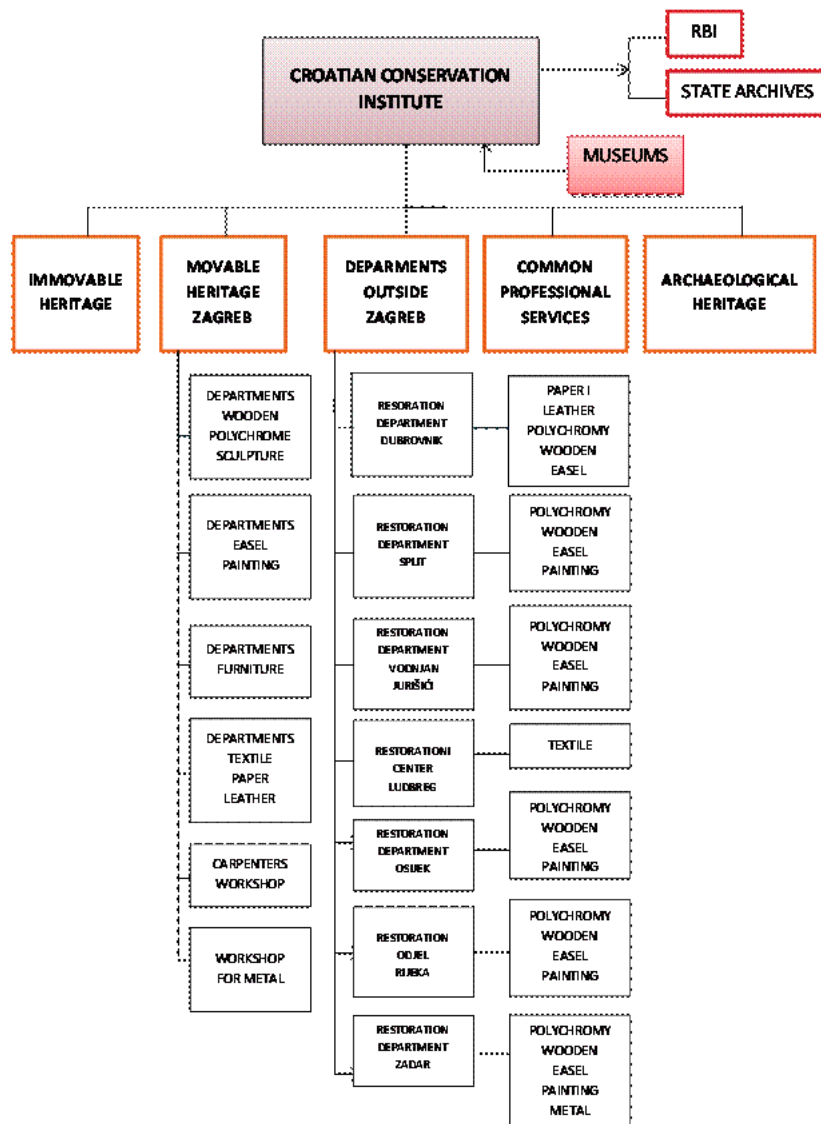 RBI
CROATIAN CONSERVATION
INSTITUTE
STATE ARCHIVES
MUSEUMS
IMMOVABLE
HERITAGE
MOVABLE
HERITAGE
ZAGREB
DEPARMENTS
OUTSIDE
ZAGREB
COMMON
PROFESSIONAL
SERVICES
ARCHAEOLOGICAL
HERITAGE
DEPARTMENTS
WOODEN
POLYCHROME
SCULPTURE
DEPARTMENTS
EASEL
PAINTING
DEPARTMENTS
FURNITURE
DEPARTMENTS
TEXTILE
PAPER
LEATHER
CARPENTERS
WORKSHOP
WORKSHOP
FOR METAL
RESORATION
DEPARTMENT
DUBROVNIK
PAPER I
LEATHER
POLYCHROMY
WOODEN
EASEL
RESTORATION
DEPARTMENT
SPLIT
POLYCHROMY
WOODEN
EASEL
PAINTING
RESTORATION
DEPARTMENT
VODNJAN
JURIŠIĆI
POLYCHROMY
WOODEN
EASEL
PAINTING
RESTORATIONI
CENTER
LUDBREG
TEXTILE
RESTORATION
DEPARTMENT
OSIJEK
POLYCHROMY
WOODEN
EASEL
PAINTING
RESTORATION
ODJEL
RIJEKA
POLYCHROMY
WOODEN
EASEL
PAINTING
RESTORATION
DEPARTMENT
ZADAR
POLYCHROMY
WOODEN
EASEL
PAINTING
METAL